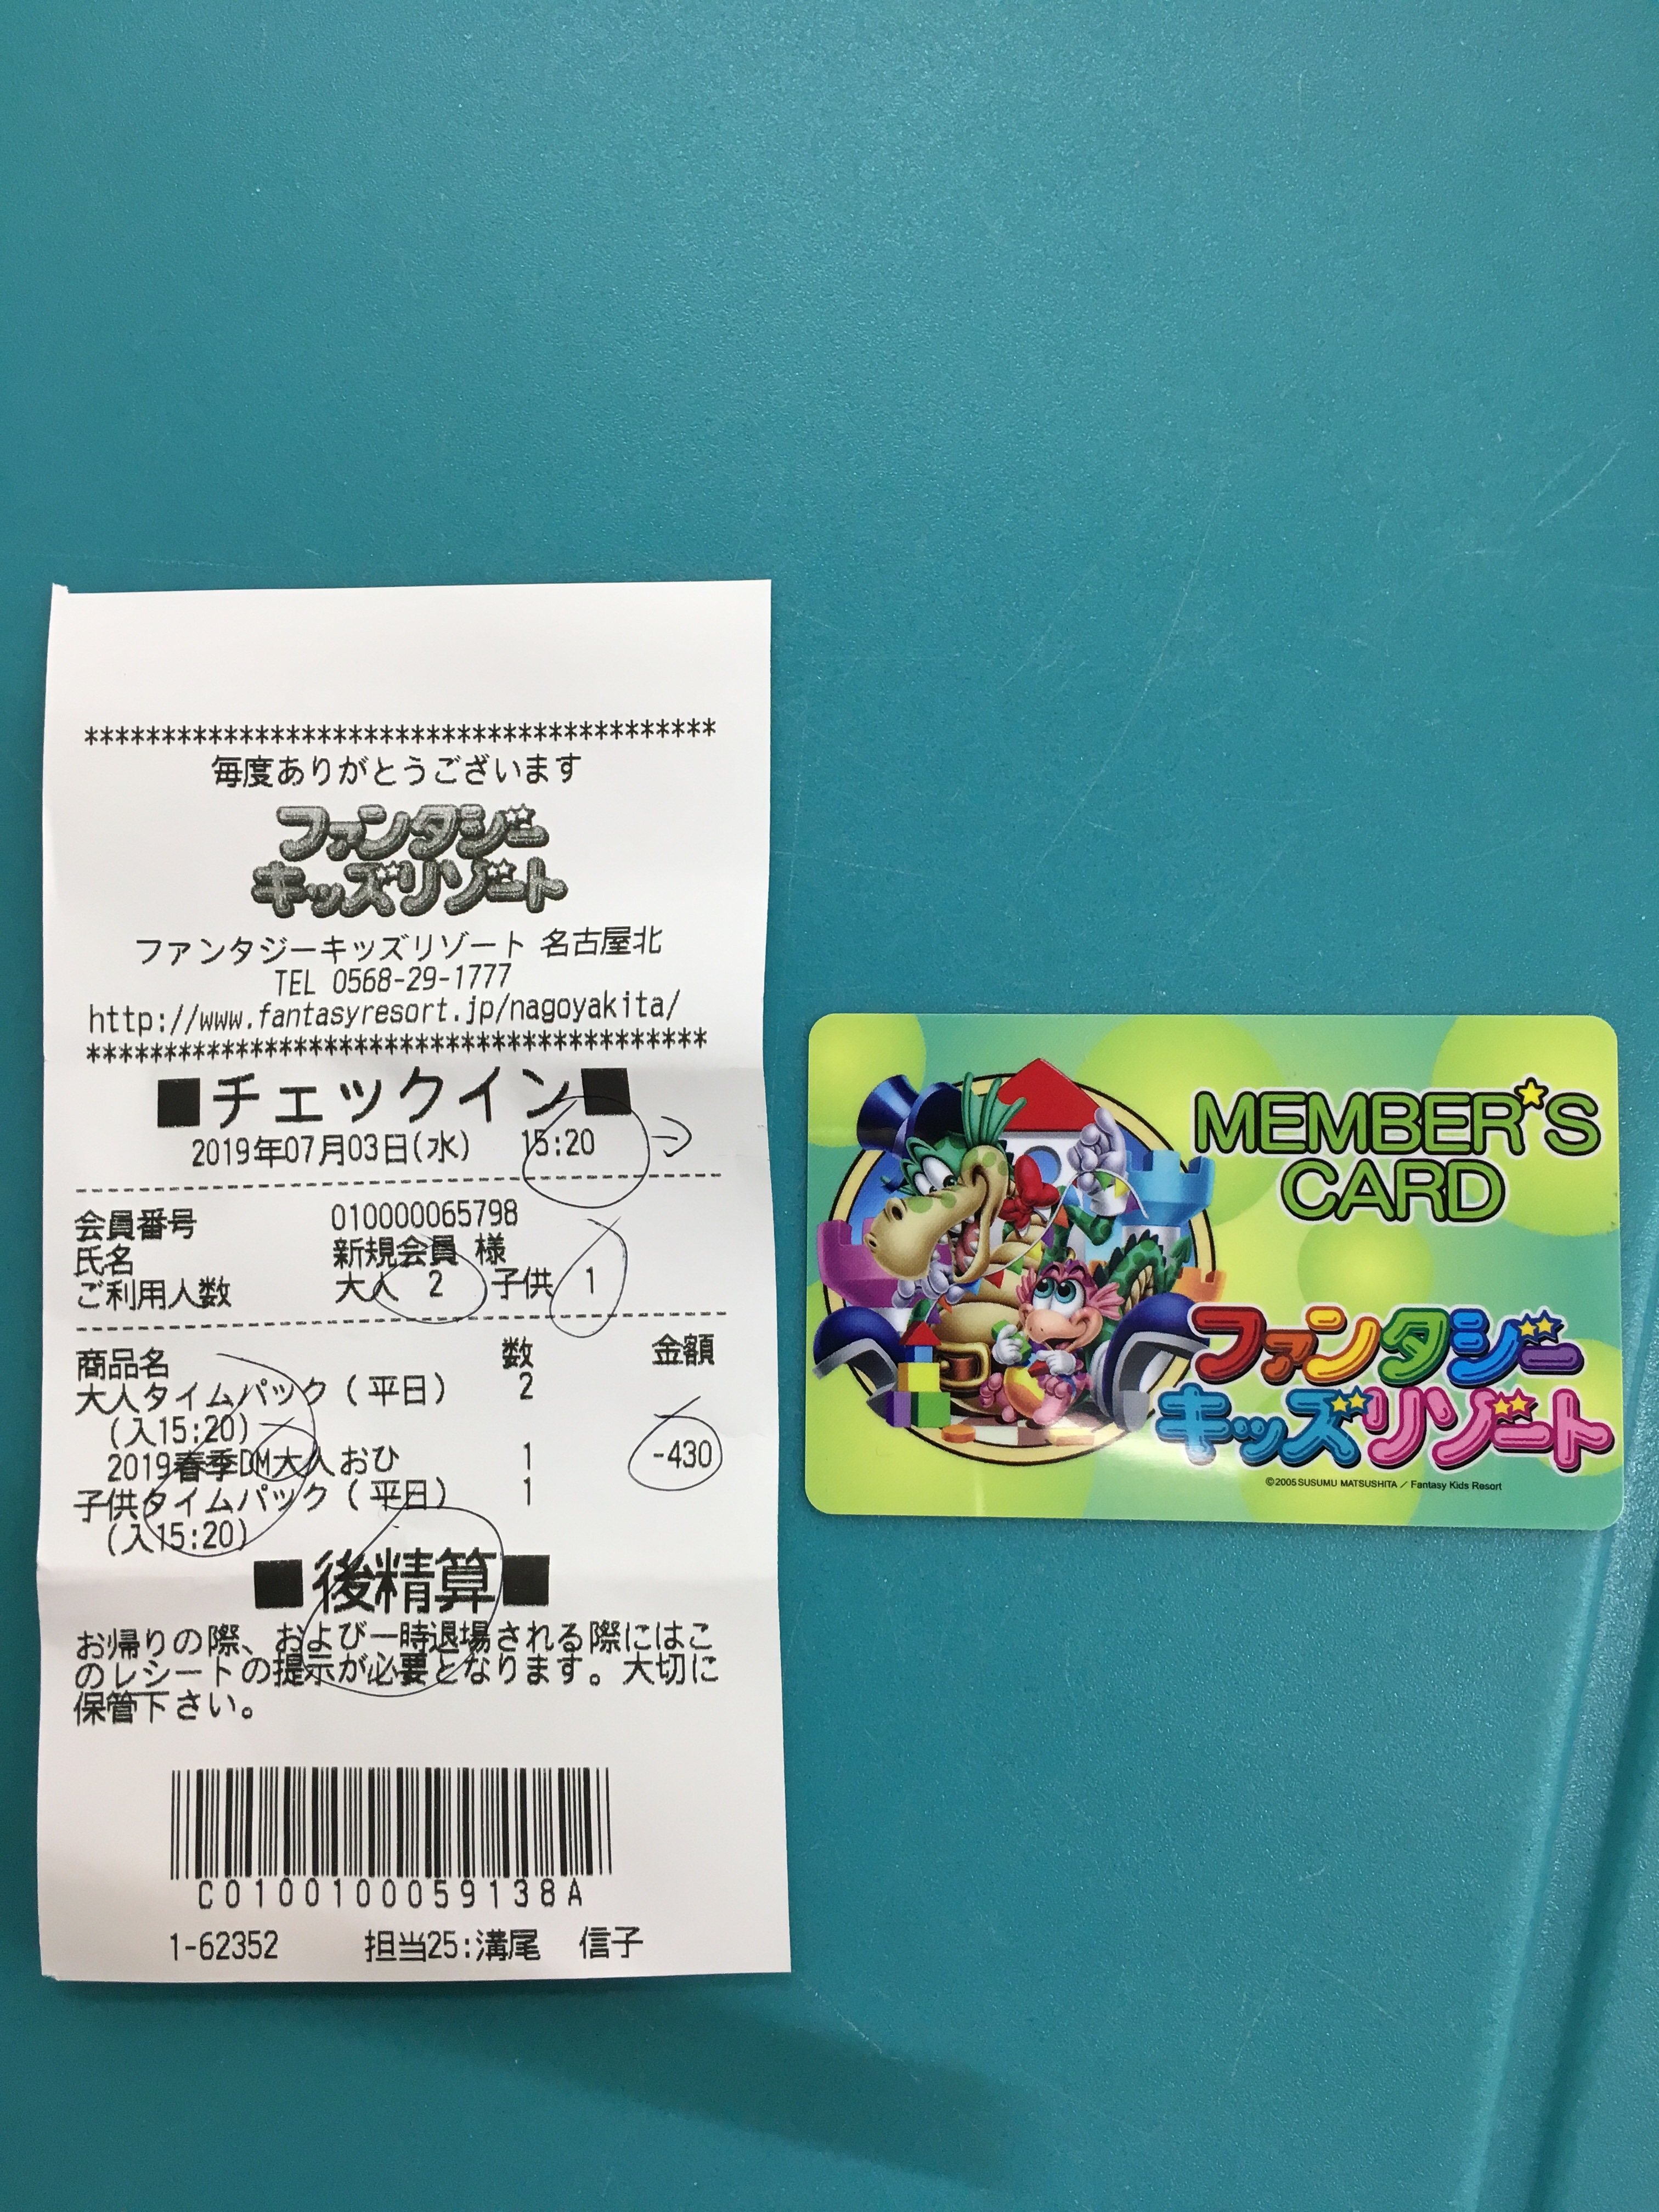 ****************************************
毎度ありがとうございます
ファンタジー
キッズリゾート
ファンタジーキッズリゾート 名古屋北
TEL 0568-29-1777
http://www.fantasyresort.jp/nagoyakita/
****************************************
■チェックイン■
2019年07月03日(水) 15:20
会員番号 010000065798
氏名 新規会員 様
ご利用人数 大人 2 子供 1
商品名 数 金額
大人タイムパック(平日) 2
(入15:20)
2019春季DM大人おひ 1 -430
子供タイムパック(平日) 1
(入15:20)
■後精算■
お帰りの際、および一時退場される際にはこ
のレシートの提示が必要となります。大切に
保管下さい。
C0100100059138A
1-62352 担当25:溝尾 信子
MEMBER'S
CARD
ファンタジー
キッズリゾート
©2005 SUSUMU MATSUSHITA / Fantasy Kids Resort